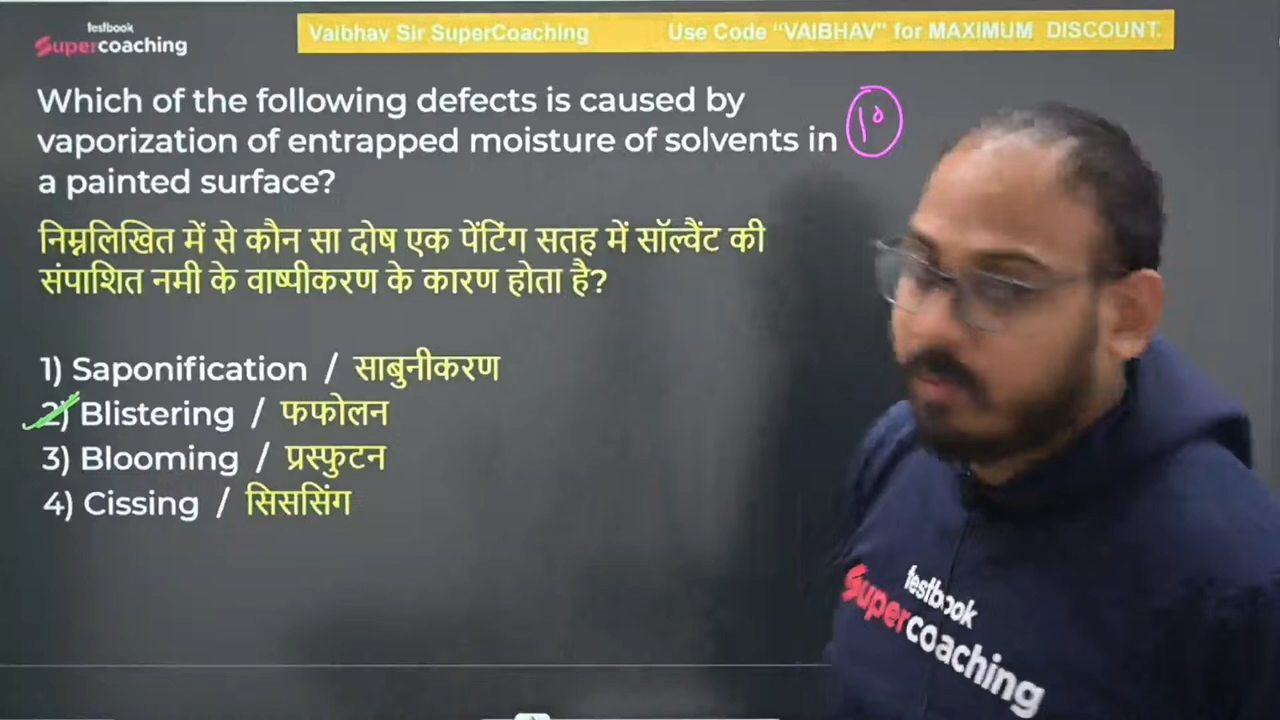 testbook
Supercoaching
Vaibhav Sir SuperCoaching Use Code "VAIBHAV" for MAXIMUM DISCOUNT.
Which of the following defects is caused by
vaporization of entrapped moisture of solvents in
a painted surface?
10
निम्नलिखित में से कौन सा दोष एक पेंटिंग सतह में सॉल्वैंट की
संपाशित नमी के वाष्पीकरण के कारण होता है?
1) Saponification / साबुनीकरण
2) Blistering / फफोलन
3) Blooming / प्रस्फुटन
4) Cissing / सिससिंग
testbook
Supercoaching